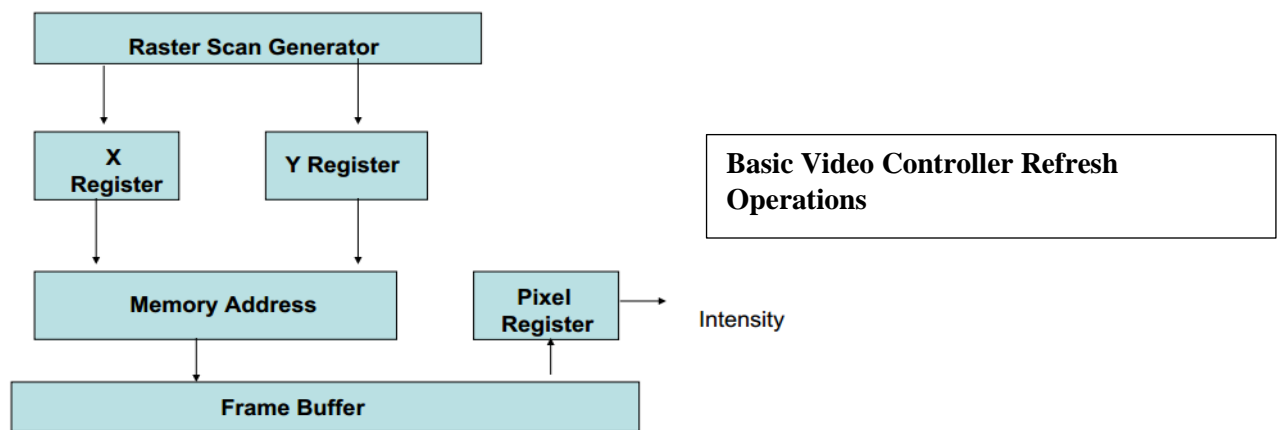 Raster Scan Generator
X
Register
Y Register
Basic Video Controller Refresh
Operations
Memory Address
Pixel
Register
Intensity
Frame Buffer